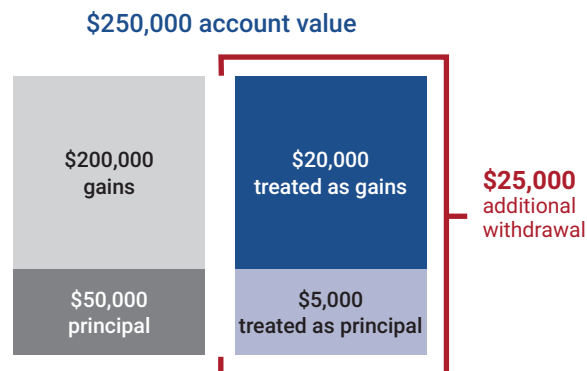 $250,000 account value
$200,000
gains
$50,000
principal
$20,000
treated as gains
$5,000
treated as principal
$25,000
additional
withdrawal